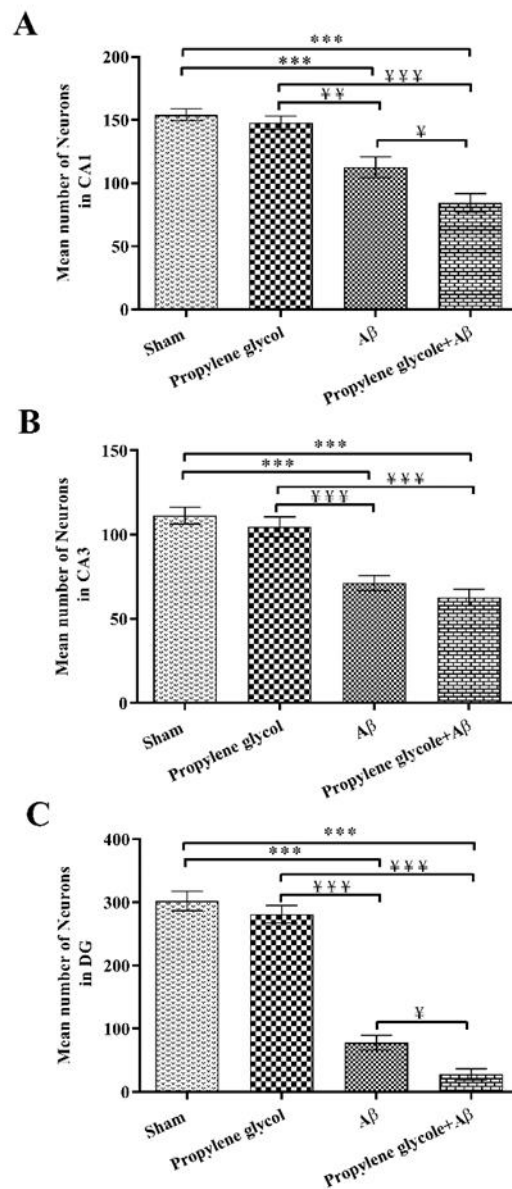 A
Mean number of Neurons
in CA1
200
150
100
50
0
***
***
¥¥¥
¥¥
¥
Sham
Propylene glycol
Aβ
Propylene glycole+Aβ
B
Mean number of Neurons
in CA3
150
100
50
0
***
***
¥¥¥
¥¥¥
Sham
Propylene glycol
Aβ
Propylene glycole+Aβ
C
Mean number of Neurons
in DG
400
300
200
100
0
***
***
¥¥¥
¥¥¥
¥
Sham
Propylene glycol
Aβ
Propylene glycole+Aβ